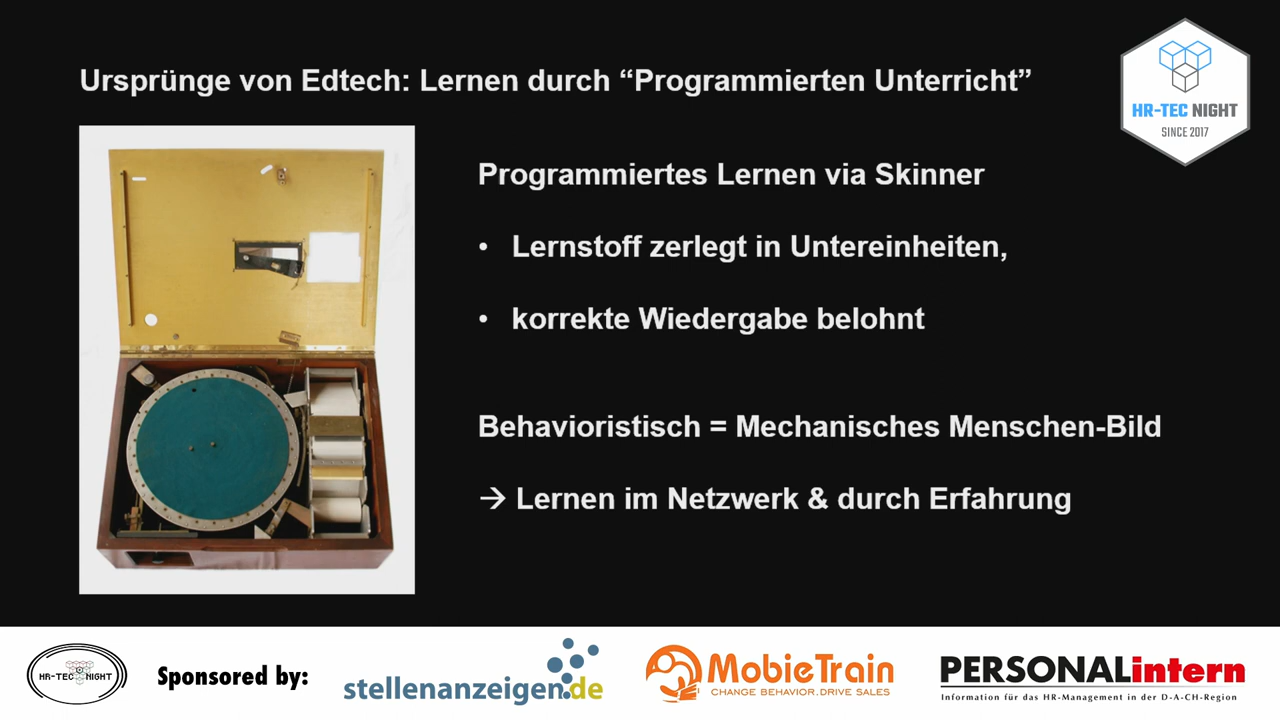 Ursprünge von Edtech: Lernen durch “Programmierten Unterricht”
HR-TEC NIGHT
SINCE 2017
Programmiertes Lernen via Skinner
• Lernstoff zerlegt in Untereinheiten,
• korrekte Wiedergabe belohnt
Behavioristisch = Mechanisches Menschen-Bild
→ Lernen im Netzwerk & durch Erfahrung
HR-TEC NIGHT
Sponsored by:
stellenanzeigen.de
MobieTrain
CHANGE BEHAVIOR.DRIVE SALES
PERSONALintern
Information für das HR-Management in der D-A-CH-Region